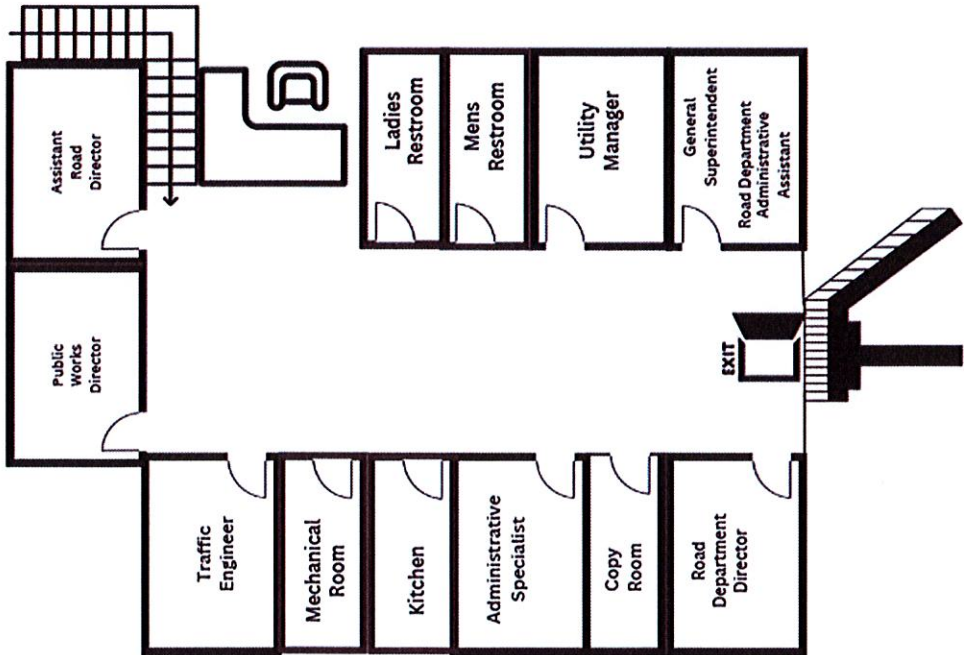 Assistant
Road
Director
Public
Works
Director
Ladies
Restroom
Mens
Restroom
Utility
Manager
General
Superintendent
Road Department
Administrative
Assistant
EXIT
Traffic
Engineer
Mechanical
Room
Kitchen
Administrative
Specialist
Copy
Room
Road
Department
Director